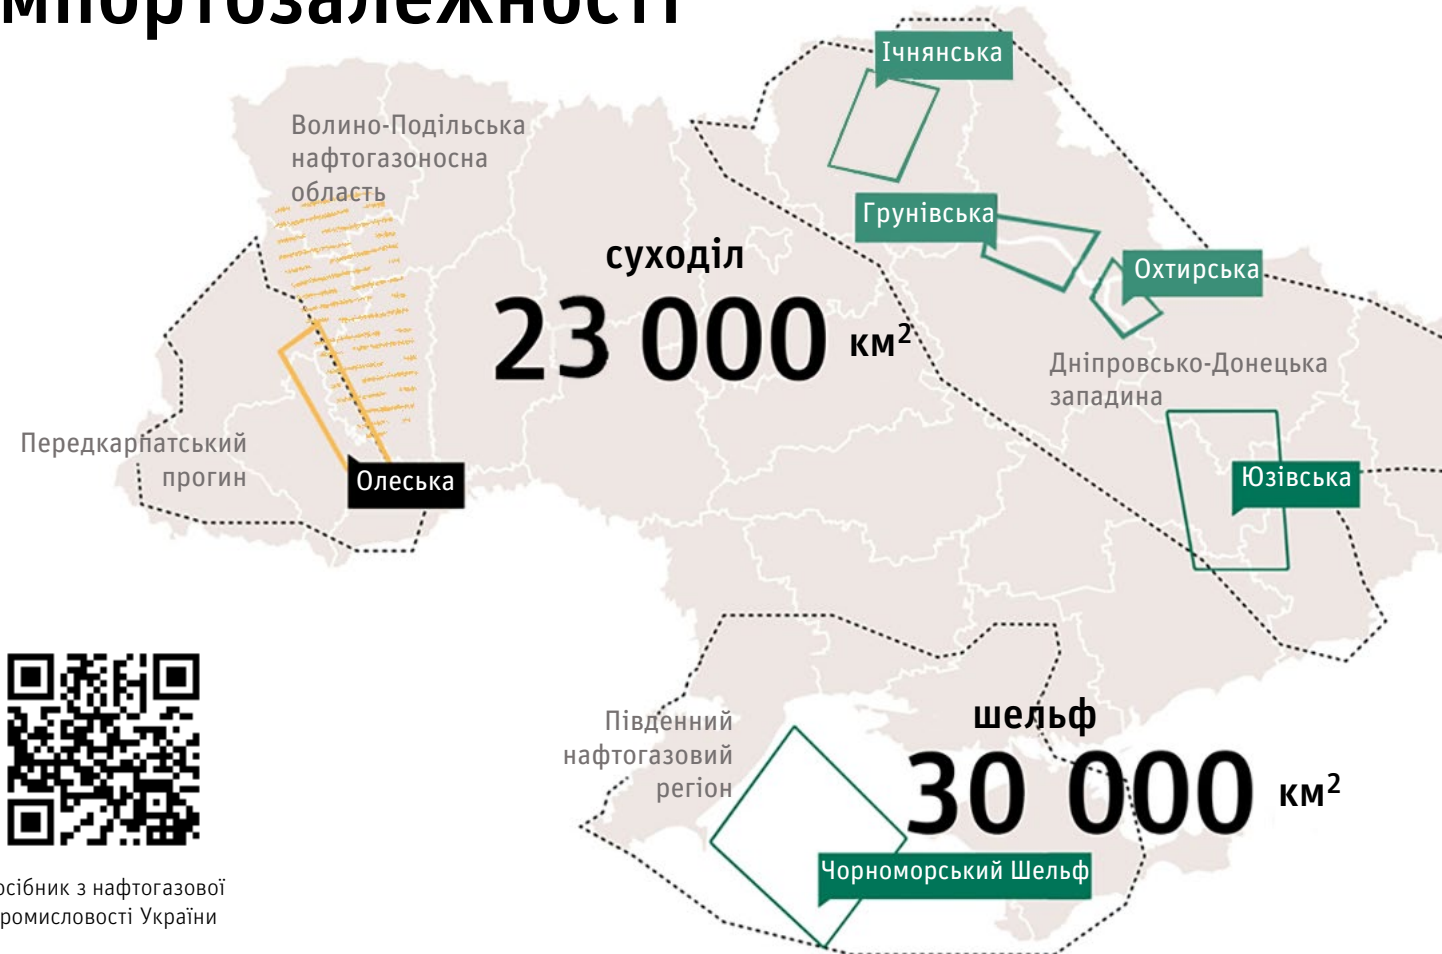 мпортозалежності
Ічнянська
Волино-Подільська
нафтогазоносна
область
Грунівська
суходіл
23 000 км²
Охтирська
Дніпровсько-Донецька
западина
Передкарпатський
прогин
Олеська
Юзівська
Південний
нафтогазовий
регіон
шельф
30 000 км²
Чорноморський Шельф
осібник з нафтогазової
ромисловості України